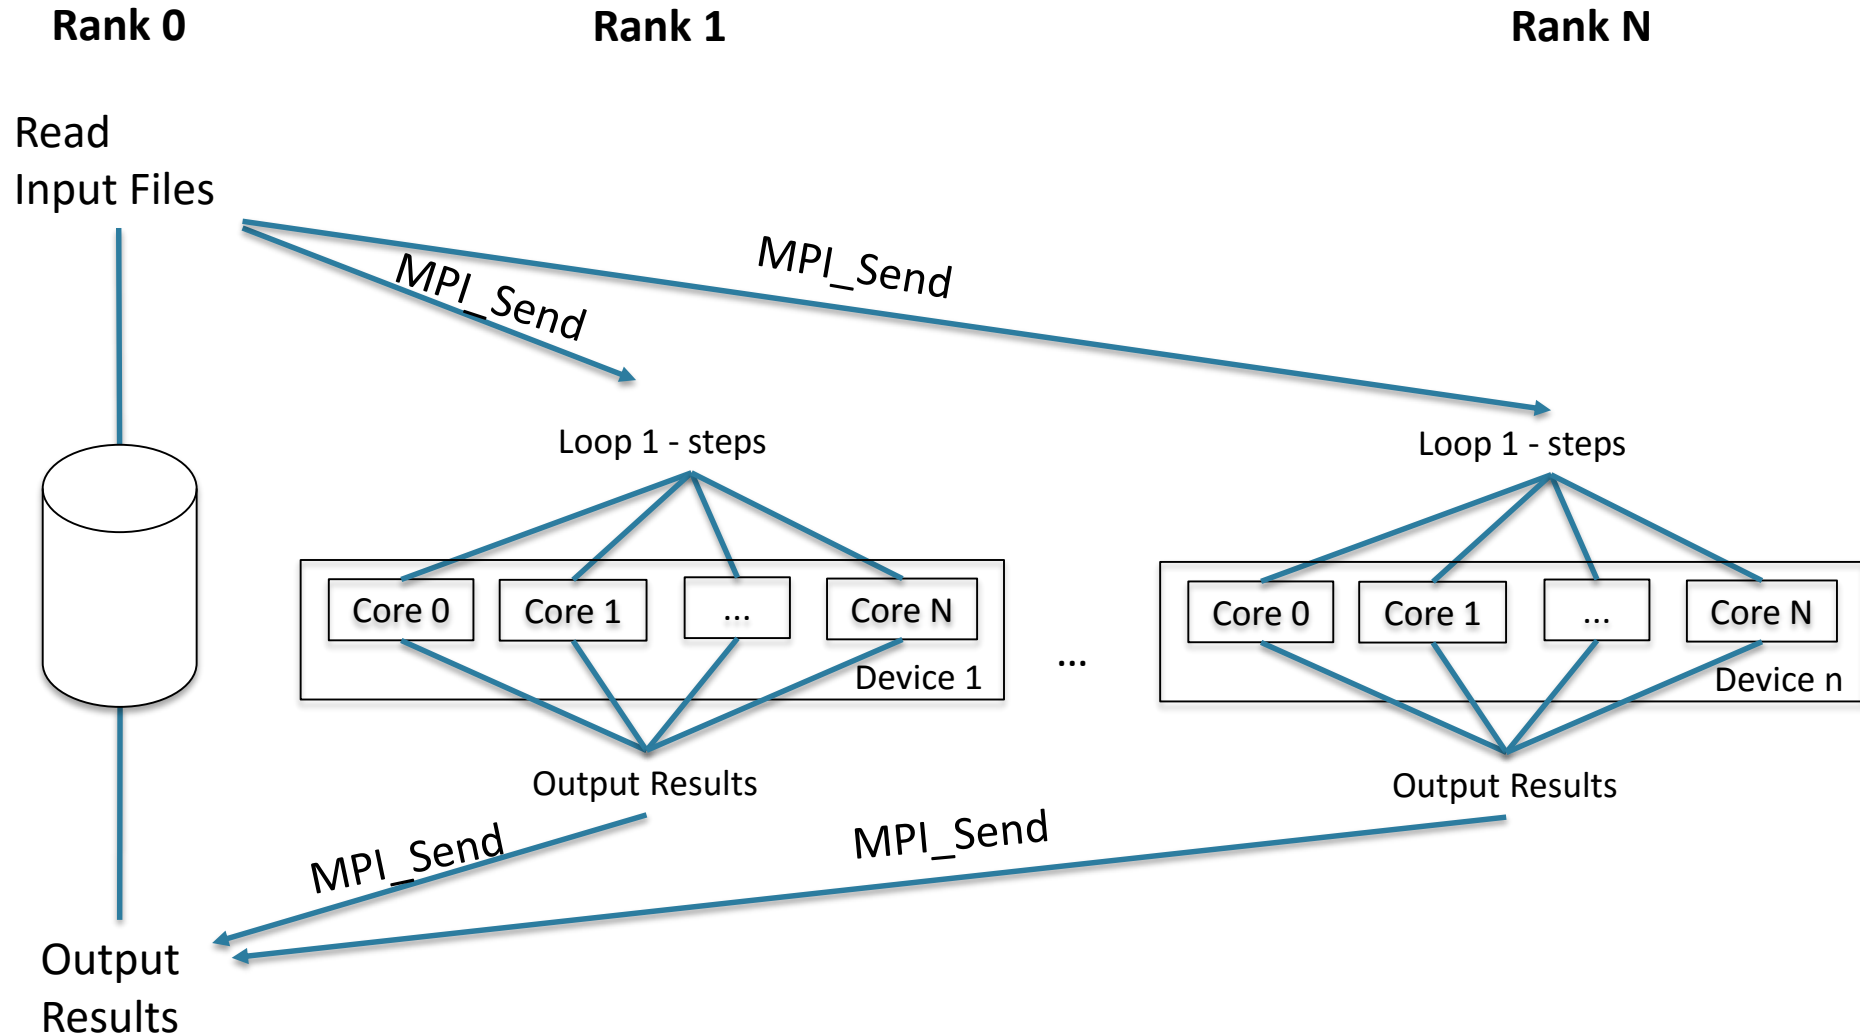 Rank 0
Rank 1
Rank N
Read
Input Files
MPI_Send
MPI_Send
Loop 1 - steps
Loop 1 - steps
Core 0
Core 1
...
Core N
Device 1
...
Core 0
Core 1
...
Core N
Device n
Output Results
Output Results
MPI_Send
MPI_Send
Output
Results